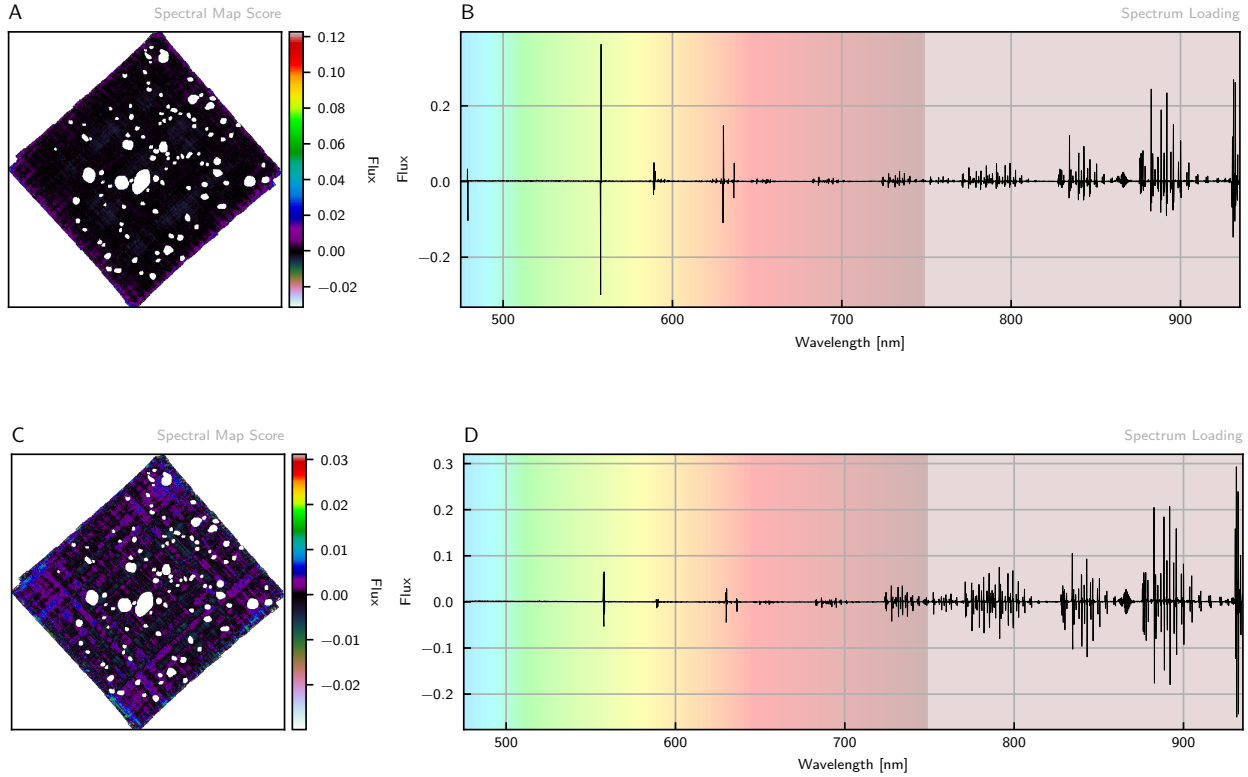 A
Spectral Map Score
0.12
0.10
0.08
0.06
0.04
0.02
0.00
−0.02
Flux
B
Spectrum Loading
0.2
0.0
−0.2
Flux
500
600
700
800
900
Wavelength [nm]
C
Spectral Map Score
0.03
0.02
0.01
0.00
−0.01
−0.02
Flux
D
Spectrum Loading
0.3
0.2
0.1
0.0
−0.1
−0.2
Flux
500
600
700
800
900
Wavelength [nm]